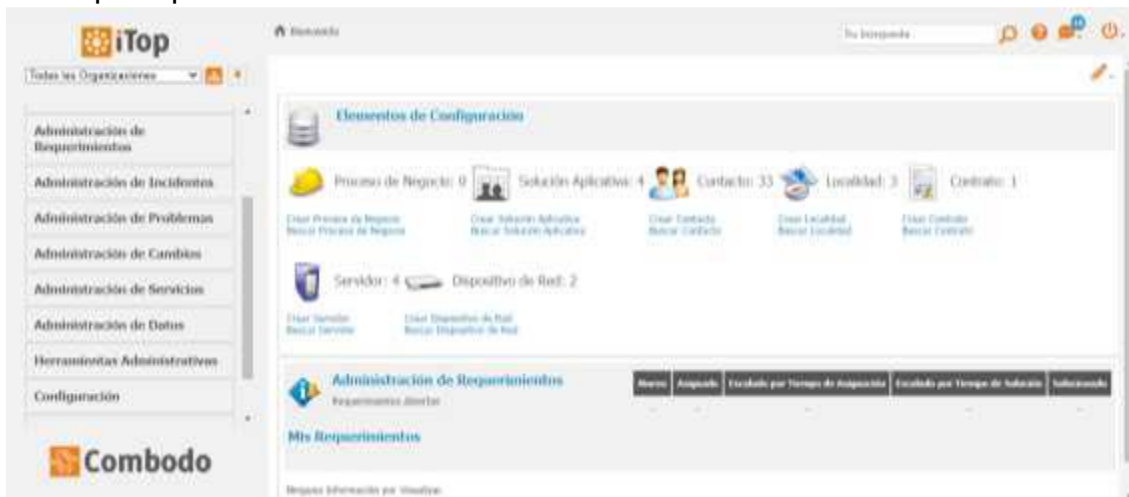 iTop
Todas las Organizaciones
Administración de
Requerimientos
Administración de Incidentes
Administración de Problemas
Administración de Cambios
Administración de Servicios
Administración de Datos
Herramientas Administrativas
Configuración
Combodo
Bienvenido
Tu búsqueda
Elementos de Configuración
Proceso de Negocio: 0
Crear Proceso de Negocio
Buscar Proceso de Negocio
Solución Aplicativa: 4
Crear Solución Aplicativa
Buscar Solución Aplicativa
Contacto: 33
Crear Contacto
Buscar Contacto
Localidad: 3
Crear Localidad
Buscar Localidad
Contrato: 1
Crear Contrato
Buscar Contrato
Servidor: 4
Crear Servidor
Buscar Servidor
Dispositivo de Red: 2
Crear Dispositivo de Red
Buscar Dispositivo de Red
Administración de Requerimientos
Requerimientos Abiertos
Nuevo Asignado Escalado por Tiempo de Asignación Escalado por Tiempo de Solución Solucionado
Mis Requerimientos
Ninguna Información por Visualizar